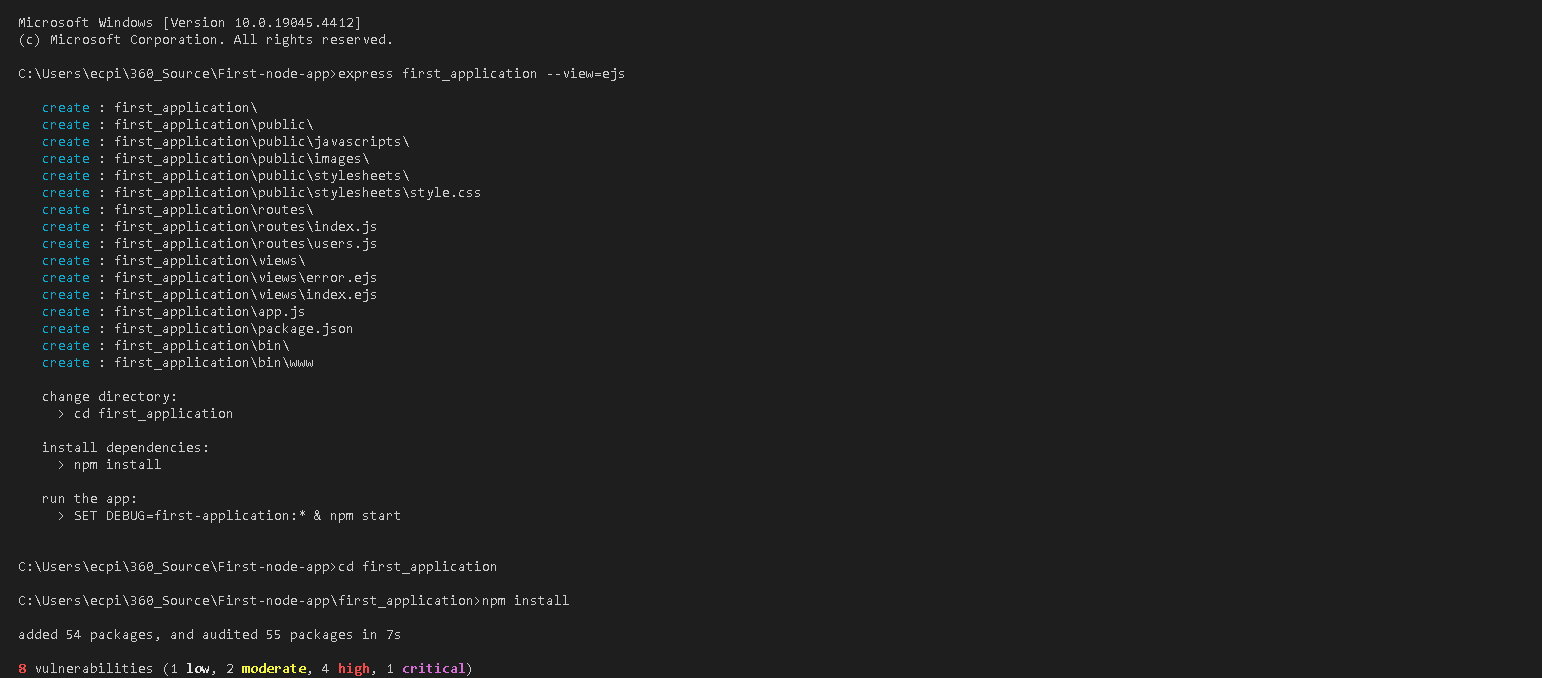 Microsoft Windows [Version 10.0.19045.4412]
(c) Microsoft Corporation. All rights reserved.
C:\Users\ecpi\360_Source\First-node-app>express first_application --view=ejs
create : first_application\
create : first_application\public\
create : first_application\public\javascripts\
create : first_application\public\images\
create : first_application\public\stylesheets\
create : first_application\public\stylesheets\style.css
create : first_application\routes\
create : first_application\routes\index.js
create : first_application\routes\users.js
create : first_application\views\
create : first_application\views\error.ejs
create : first_application\views\index.ejs
create : first_application\app.js
create : first_application\package.json
create : first_application\bin\
create : first_application\bin\www
change directory:
> cd first_application
install dependencies:
> npm install
run the app:
> SET DEBUG=first-application:* & npm start
C:\Users\ecpi\360_Source\First-node-app>cd first_application
C:\Users\ecpi\360_Source\First-node-app\first_application>npm install
added 54 packages, and audited 55 packages in 7s
8 vulnerabilities (1 low, 2 moderate, 4 high, 1 critical)